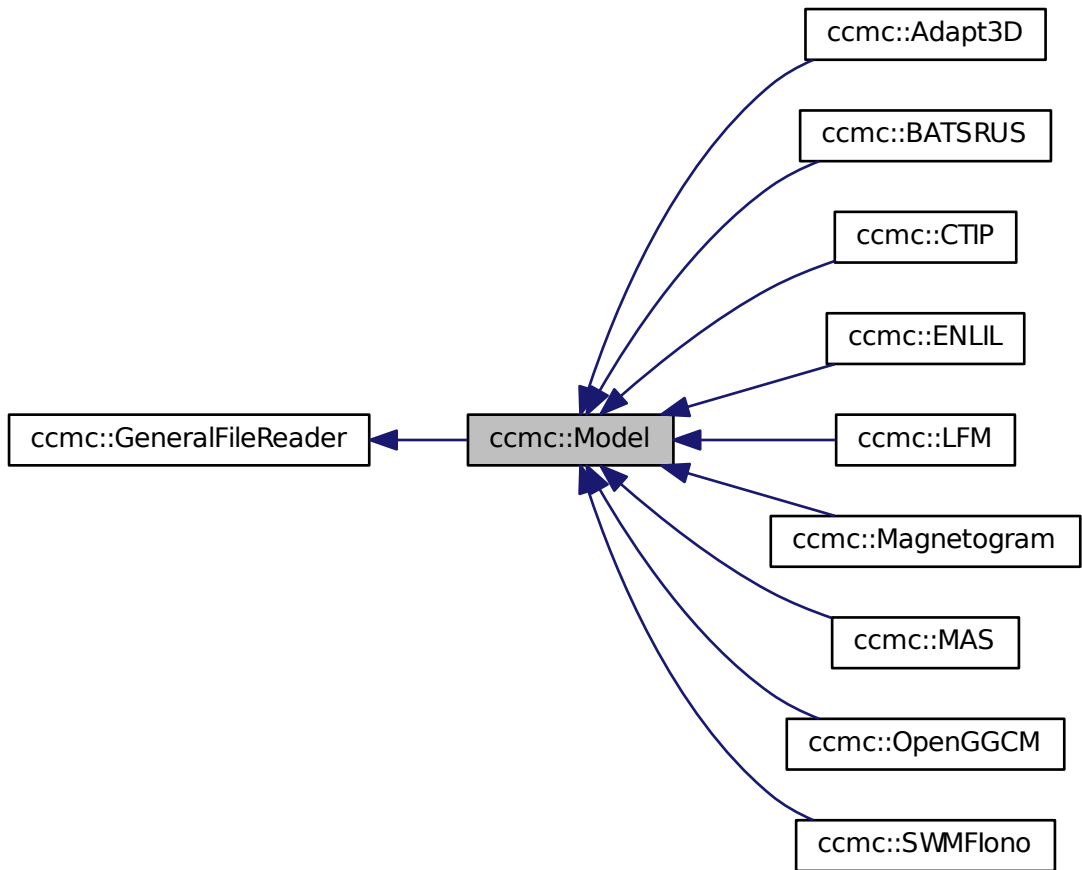 ccmc::Adapt3D
ccmc::BATSRUS
ccmc::CTIP
ccmc::ENLIL
ccmc::GeneralFileReader
ccmc::Model
ccmc::LFM
ccmc::Magnetogram
ccmc::MAS
ccmc::OpenGGCM
ccmc::SWMFIono